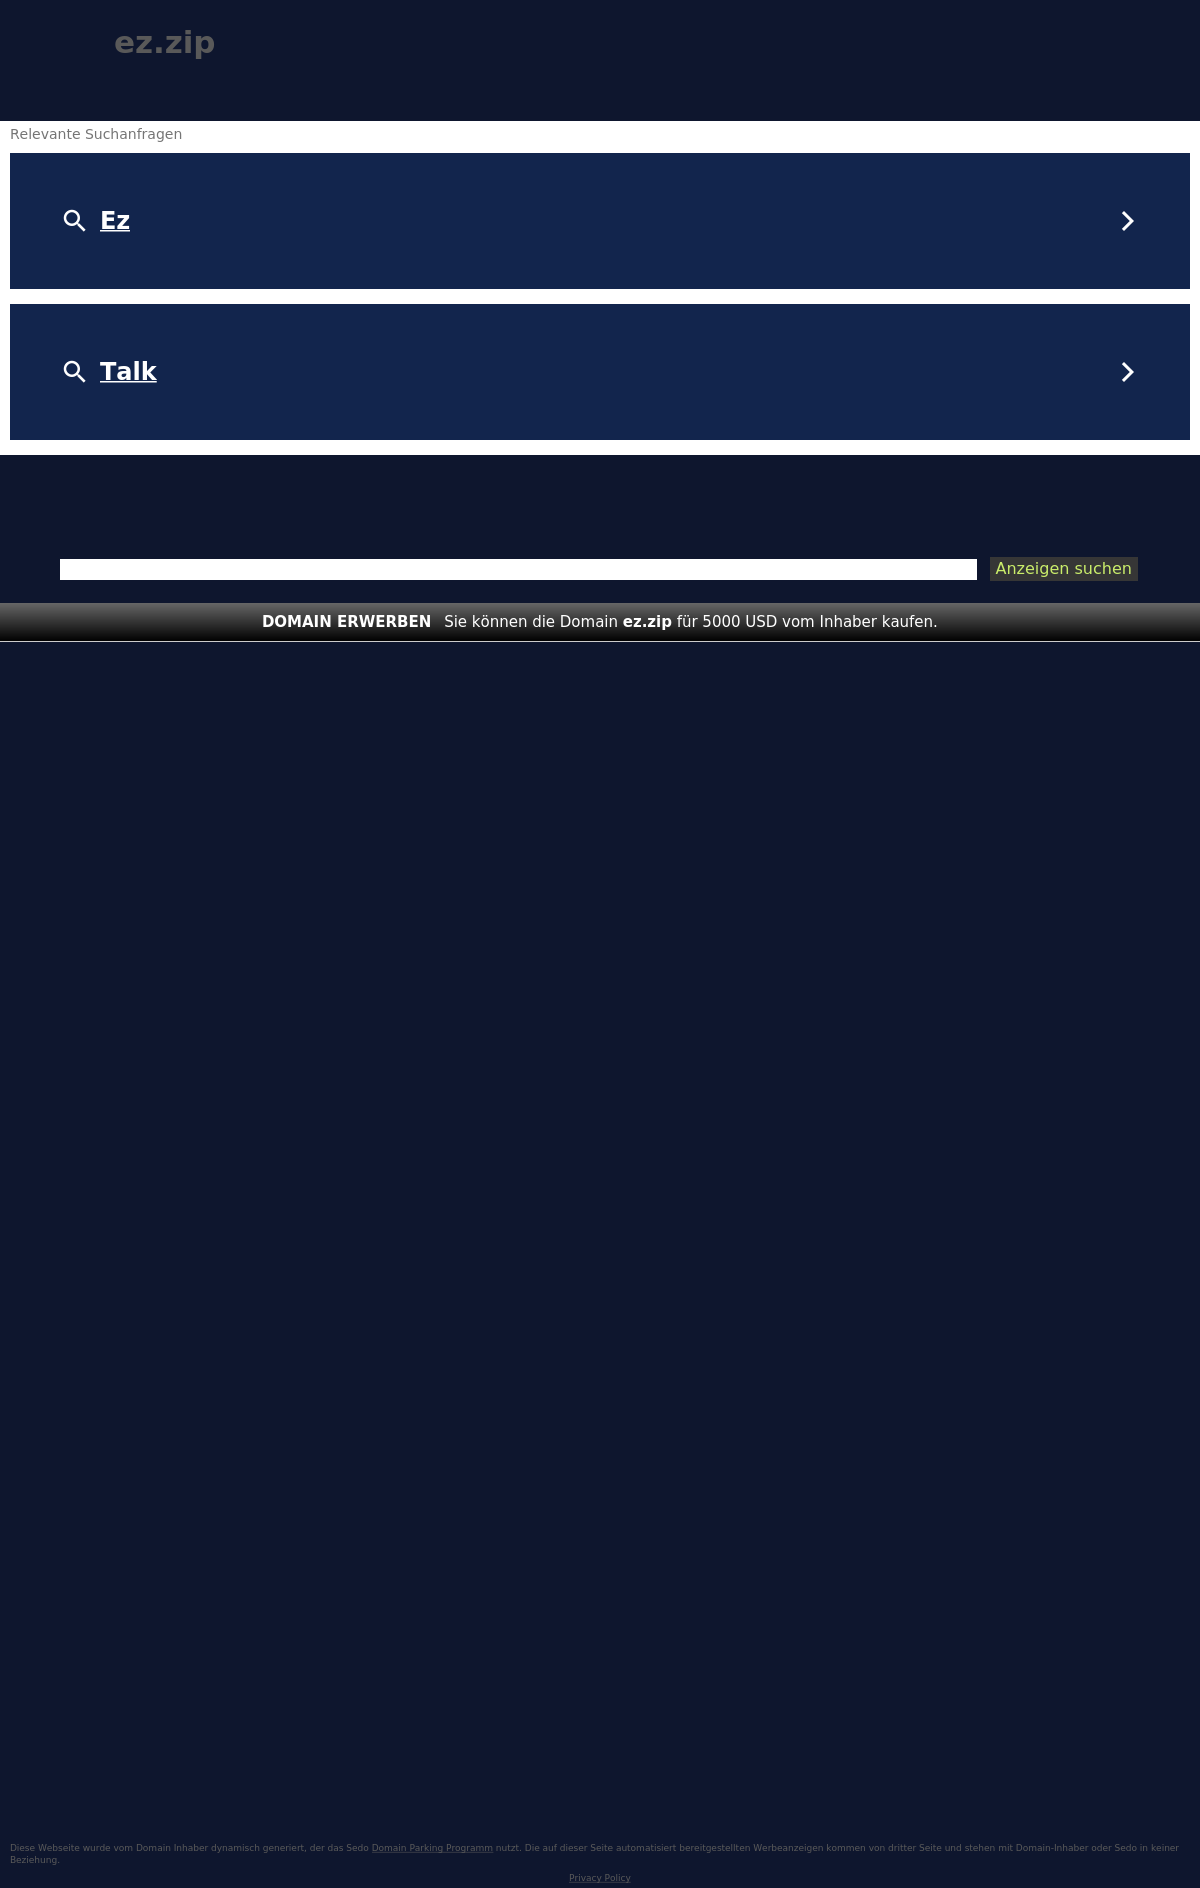 ez.zip
Relevante Suchanfragen
Ez
Talk
Anzeigen suchen
DOMAIN ERWERBEN Sie können die Domain ez.zip für 5000 USD vom Inhaber kaufen.
Diese Webseite wurde vom Domain Inhaber dynamisch generiert, der das Sedo Domain Parking Programm nutzt. Die auf dieser Seite automatisiert bereitgestellten Werbeanzeigen kommen von dritter Seite und stehen mit Domain-Inhaber oder Sedo in keiner
Beziehung.
Privacy Policy